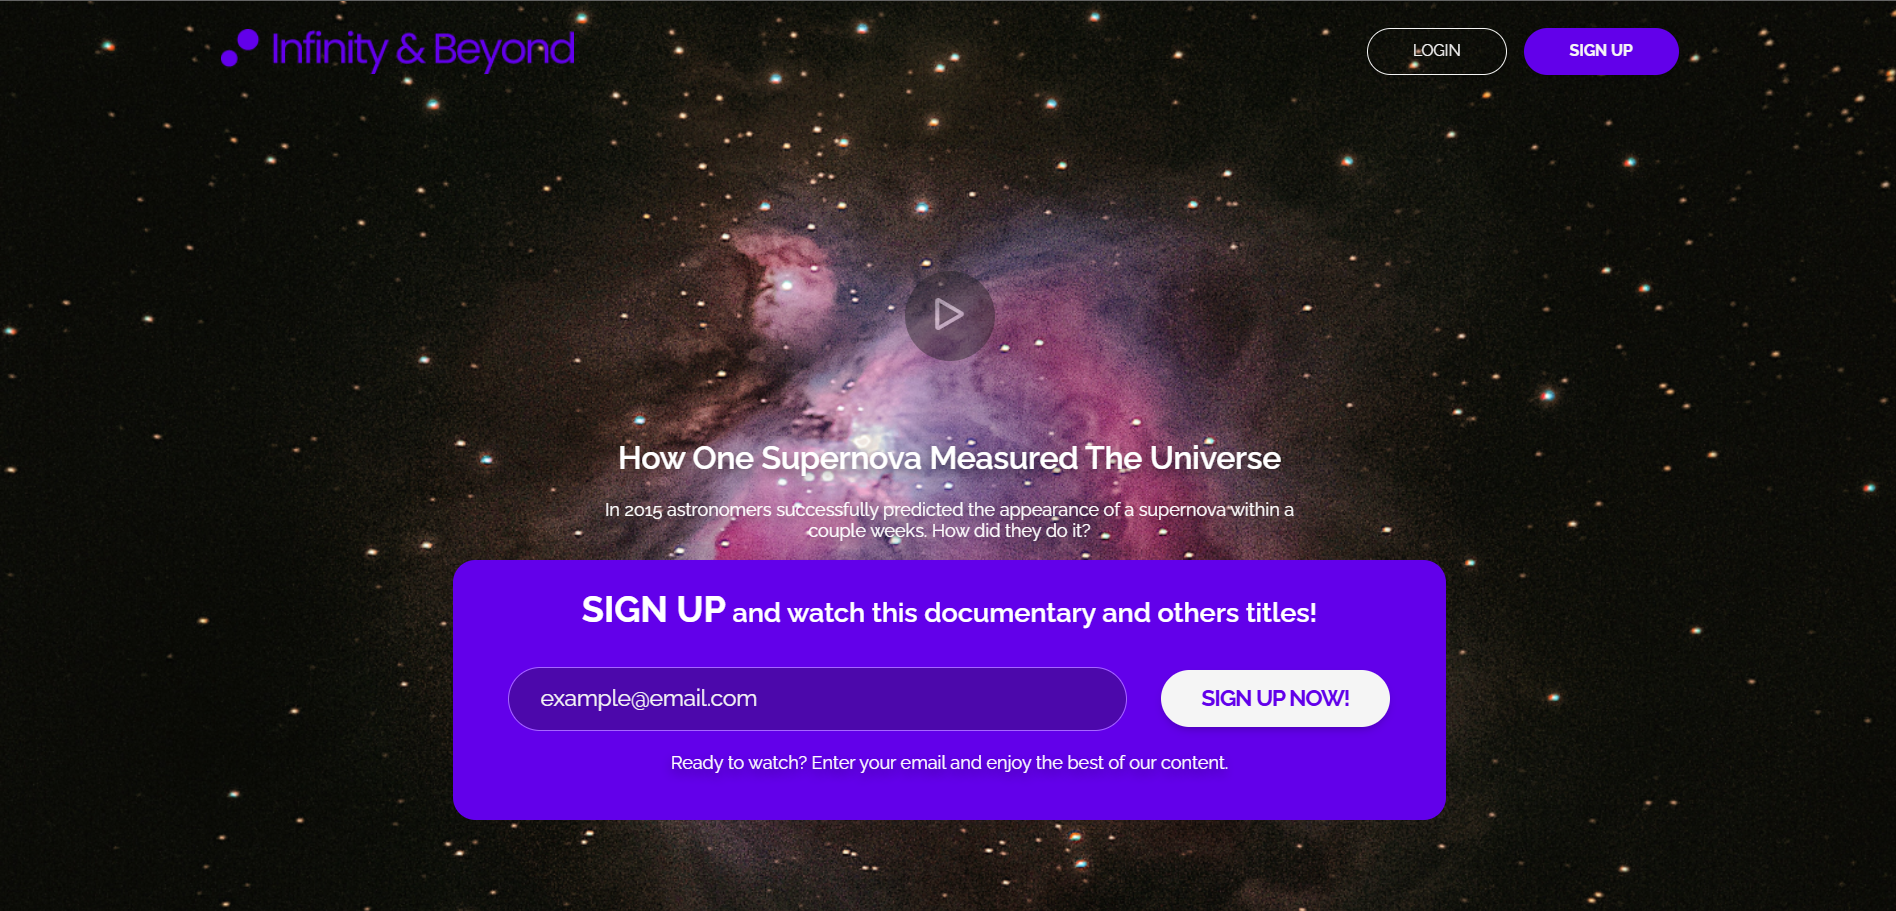 Infinity & Beyond
LOGIN
SIGN UP
How One Supernova Measured The Universe
In 2015 astronomers successfully predicted the appearance of a supernova within a
couple weeks. How did they do it?
SIGN UP and watch this documentary and others titles!
example@email.com
SIGN UP NOW!
Ready to watch? Enter your email and enjoy the best of our content.